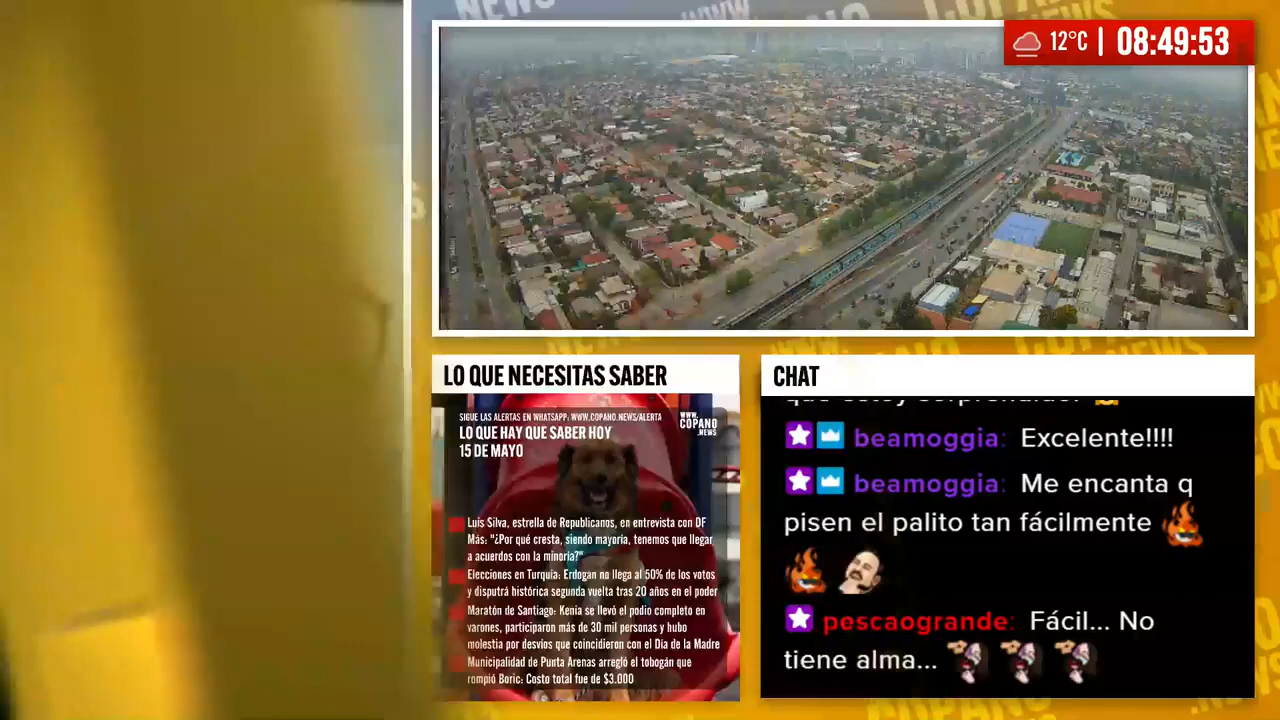 12°C | 08:49:53
LO QUE NECESITAS SABER
SIGUE LAS ALERTAS EN WHATSAPP: WWW.COPANO.NEWS/ALERTA
LO QUE HAY QUE SABER HOY
15 DE MAYO
WWW.
COPANO
.NEWS
Luis Silva, estrella de Republicanos, en entrevista con DF
Más: "¿Por qué cresta, siendo mayoría, tenemos que llegar
a acuerdos con la minoría?"
Elecciones en Turquía: Erdogan no llega al 50% de los votos
y disputrá histórica segunda vuelta tras 20 años en el poder
Maratón de Santiago: Kenia se llevó el podio completo en
varones, participaron más de 30 mil personas y hubo
molestia por desvíos que coincidieron con el Día de la Madre
Municipalidad de Punta Arenas arregló el tobogán que
rompió Boric: Costo total fue de $3.000
CHAT
beamoggia: Excelente!!!!
beamoggia: Me encanta q
pisen el palito tan fácilmente
pescaogrande: Fácil... No
tiene alma...